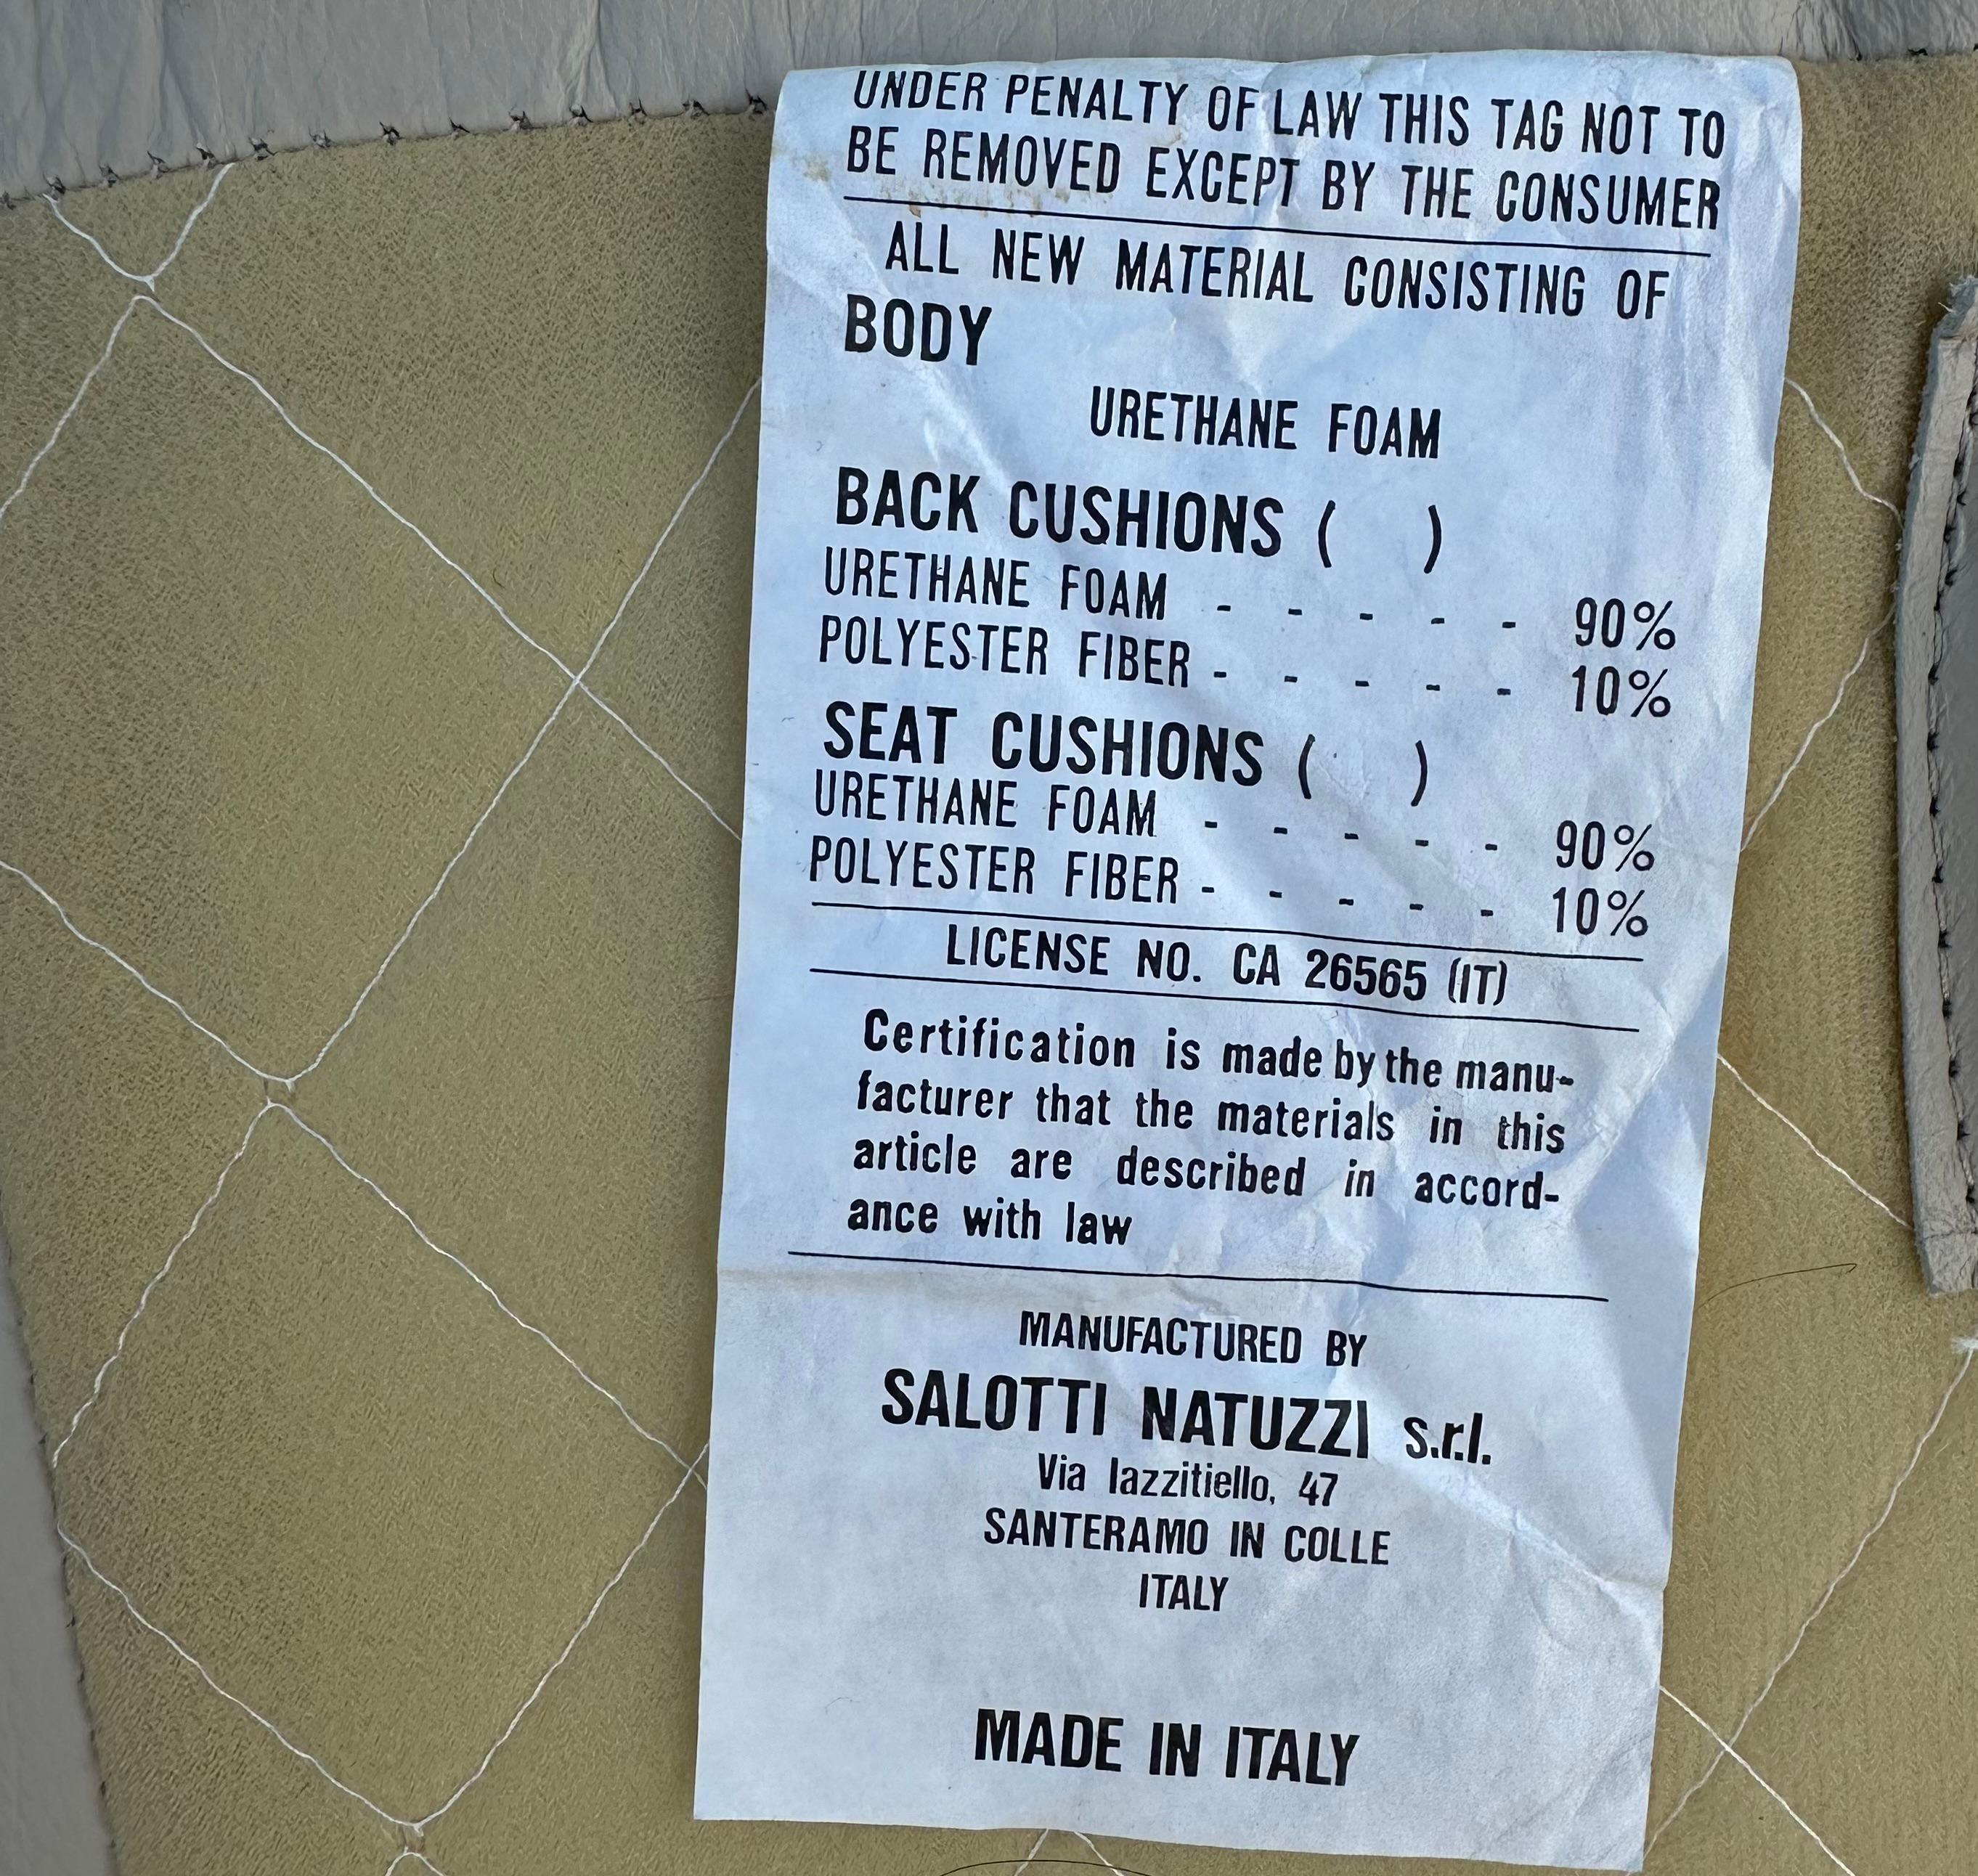 UNDER PENALTY OF LAW THIS TAG NOT TO
BE REMOVED EXCEPT BY THE CONSUMER
ALL NEW MATERIAL CONSISTING OF
BODY
URETHANE FOAM
BACK CUSHIONS ( )
URETHANE FOAM - - - - - 90%
POLYESTER FIBER - - - - - 10%
SEAT CUSHIONS ( )
URETHANE FOAM - - - - - 90%
POLYESTER FIBER - - - - - 10%
LICENSE NO. CA 26565 (IT)
Certification is made by the manu-
facturer that the materials in this
article are described in accord-
ance with law
MANUFACTURED BY
SALOTTI NATUZZI s.r.l.
Via Iazzitiello, 47
SANTERAMO IN COLLE
ITALY
MADE IN ITALY